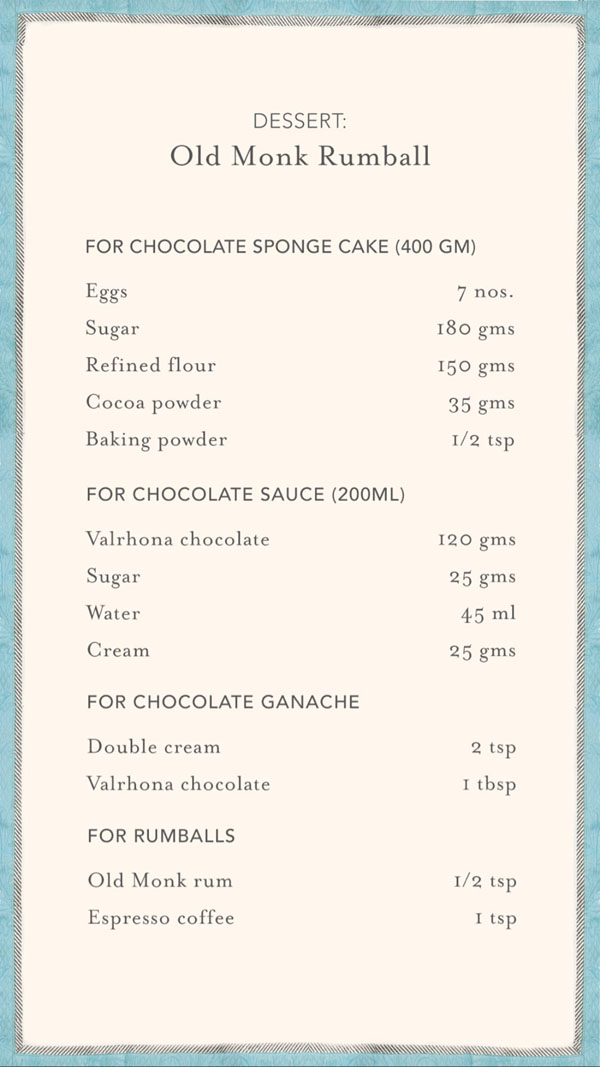 DESSERT:
Old Monk Rumball
FOR CHOCOLATE SPONGE CAKE (400 GM)
Eggs 7 nos.
Sugar 180 gms
Refined flour 150 gms
Cocoa powder 35 gms
Baking powder 1/2 tsp
FOR CHOCOLATE SAUCE (200ML)
Valrhona chocolate 120 gms
Sugar 25 gms
Water 45 ml
Cream 25 gms
FOR CHOCOLATE GANACHE
Double cream 2 tsp
Valrhona chocolate 1 tbsp
FOR RUMBALLS
Old Monk rum 1/2 tsp
Espresso coffee 1 tsp